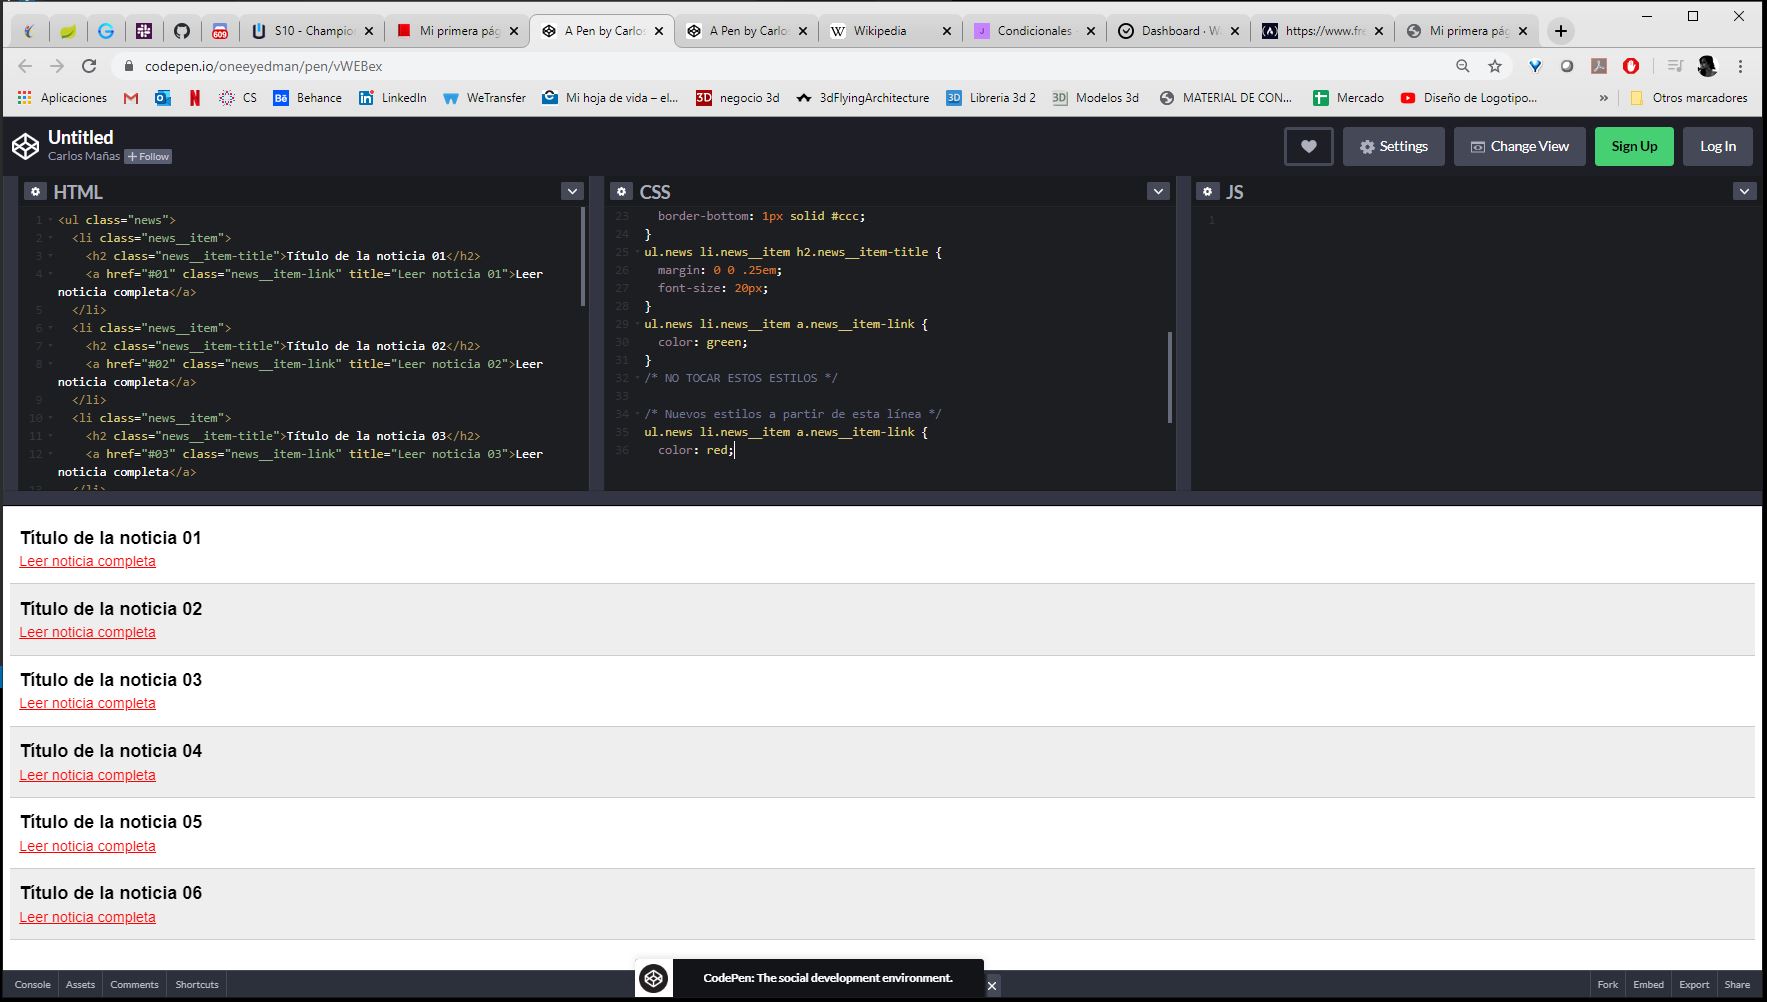 S10 - Champio
Mi primera pág
A Pen by Carlos
A Pen by Carlos
Wikipedia
Condicionales -
Dashboard · W
https://www.fre
Mi primera pág
codepen.io/oneeyedman/pen/vWEBex
Aplicaciones
CS
Behance
LinkedIn
WeTransfer
Mi hoja de vida – el...
negocio 3d
3dFlyingArchitecture
Libreria 3d 2
Modelos 3d
MATERIAL DE CON...
Mercado
Diseño de Logotipo...
»
Otros marcadores
Untitled
Carlos Mañas + Follow
Settings
Change View
Sign Up
Log In
HTML
1 <ul class="news">
2 <li class="news__item">
3 <h2 class="news__item-title">Título de la noticia 01</h2>
4 <a href="#01" class="news__item-link" title="Leer noticia 01">Leer
noticia completa</a>
5 </li>
6 <li class="news__item">
7 <h2 class="news__item-title">Título de la noticia 02</h2>
8 <a href="#02" class="news__item-link" title="Leer noticia 02">Leer
noticia completa</a>
9 </li>
10 <li class="news__item">
11 <h2 class="news__item-title">Título de la noticia 03</h2>
12 <a href="#03" class="news__item-link" title="Leer noticia 03">Leer
noticia completa</a>
13 </li>
CSS
23 border-bottom: 1px solid #ccc;
24 }
25 ul.news li.news__item h2.news__item-title {
26 margin: 0 0 .25em;
27 font-size: 20px;
28 }
29 ul.news li.news__item a.news__item-link {
30 color: green;
31 }
32 /* NO TOCAR ESTOS ESTILOS */
33
34 /* Nuevos estilos a partir de esta línea */
35 ul.news li.news__item a.news__item-link {
36 color: red;
JS
1
Título de la noticia 01
Leer noticia completa
Título de la noticia 02
Leer noticia completa
Título de la noticia 03
Leer noticia completa
Título de la noticia 04
Leer noticia completa
Título de la noticia 05
Leer noticia completa
Título de la noticia 06
Leer noticia completa
Console
Assets
Comments
Shortcuts
CodePen: The social development environment.
Fork
Embed
Export
Share